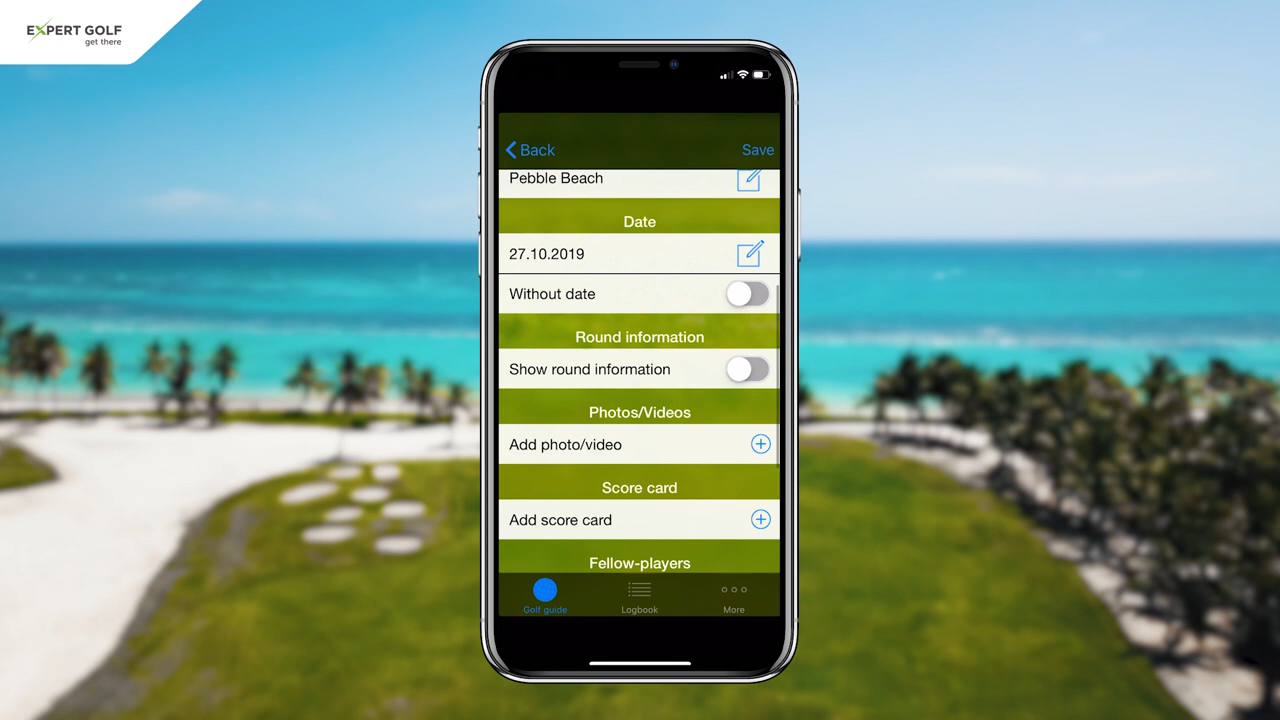 EXPERT GOLF
get there
Back
Save
Pebble Beach
Date
27.10.2019
Without date
Round information
Show round information
Photos/Videos
Add photo/video
Score card
Add score card
Fellow-players
Golf guide
Logbook
More